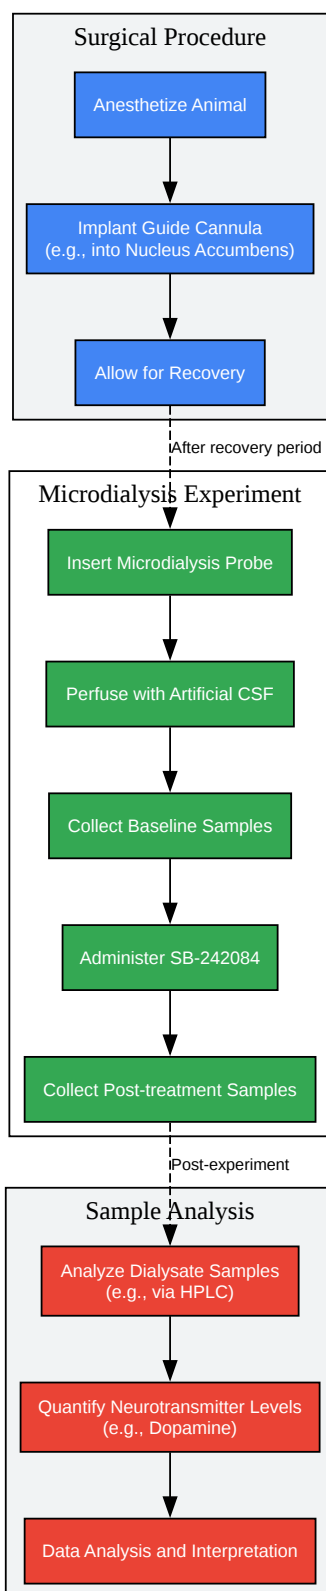 Surgical Procedure
Anesthetize Animal
Implant Guide Cannula
(e.g., into Nucleus Accumbens)
Allow for Recovery
After recovery period
Microdialysis Experiment
Insert Microdialysis Probe
Perfuse with Artificial CSF
Collect Baseline Samples
Administer SB-242084
Collect Post-treatment Samples
Post-experiment
Sample Analysis
Analyze Dialysate Samples
(e.g., via HPLC)
Quantify Neurotransmitter Levels
(e.g., Dopamine)
Data Analysis and Interpretation